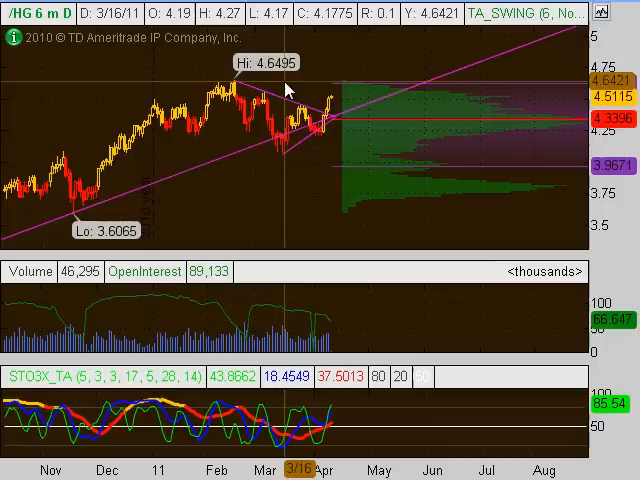 /HG 6 m D D: 3/16/11 O: 4.19 H: 4.27 L: 4.17 C: 4.1775 R: 0.1 Y: 4.6421 TA_SWING (6, No...
i 2010 © TD Ameritrade IP Company, Inc.
5
Hi: 4.6495
4.75
4.6421
4.5115
4.3396
4.25
3.9671
3.75
Lo: 3.6065
3.5
Volume 46,295 OpenInterest 89,133 <thousands>
100
66.647
0
STO3X_TA (5, 3, 3, 17, 5, 28, 14) 43.8662 18.4549 37.5013 80 20 50
100
85.54
50
Nov Dec 11 Feb Mar 3/16 Apr May Jun Jul Aug